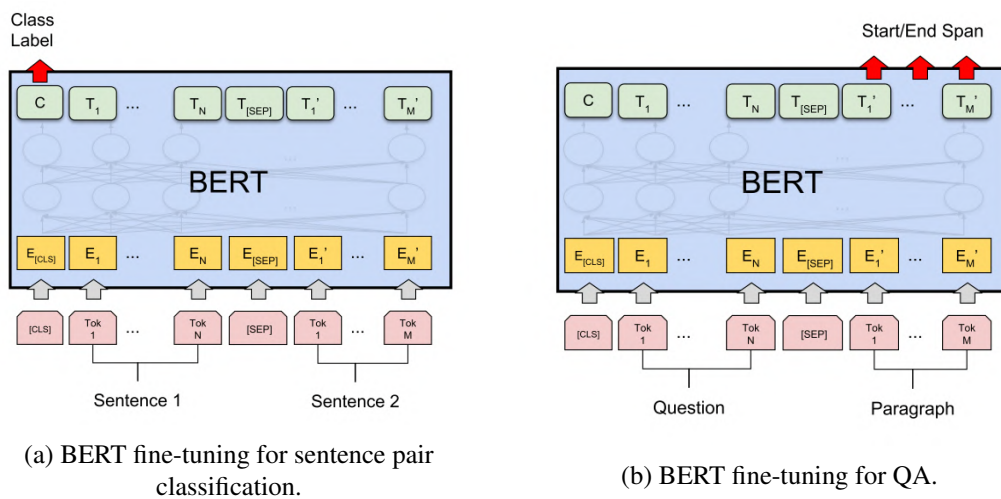 Class
Label
C T1 ... TN T[SEP] T1' ... TM'
...
BERT
...
E[CLS] E1 ... EN E[SEP] E1' ... EM'
[CLS] Tok 1 ... Tok N [SEP] Tok 1 ... Tok M
Sentence 1 Sentence 2
(a) BERT fine-tuning for sentence pair
classification.
Start/End Span
C T1 ... TN T[SEP] T1' ... TM'
...
BERT
...
E[CLS] E1 ... EN E[SEP] E1' ... EM'
[CLS] Tok 1 ... Tok N [SEP] Tok 1 ... Tok M
Question Paragraph
(b) BERT fine-tuning for QA.